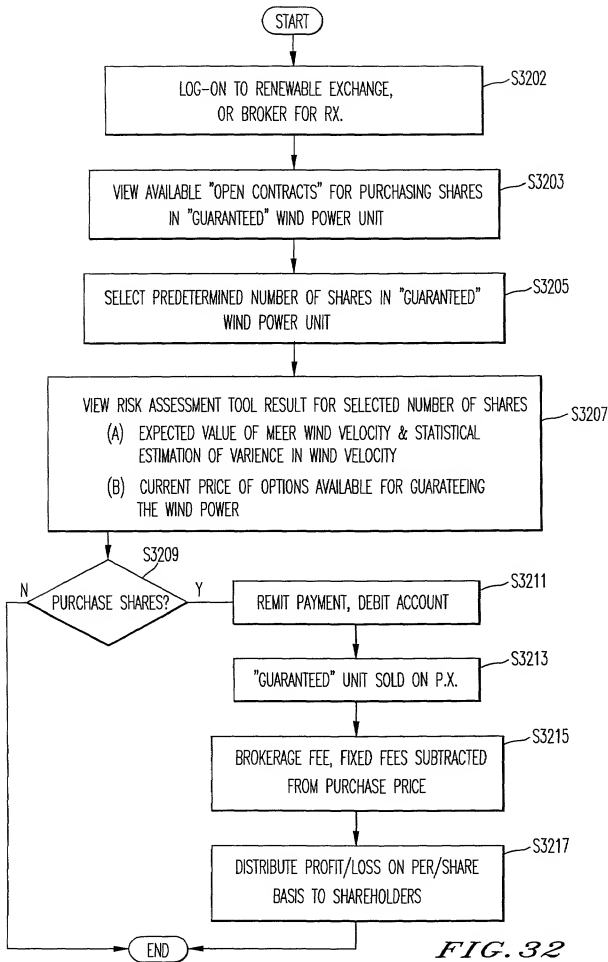 START
LOG-ON TO RENEWABLE EXCHANGE,
OR BROKER FOR RX.
S3202
VIEW AVAILABLE "OPEN CONTRACTS" FOR PURCHASING SHARES
IN "GUARANTEED" WIND POWER UNIT
S3203
SELECT PREDETERMINED NUMBER OF SHARES IN "GUARANTEED"
WIND POWER UNIT
S3205
VIEW RISK ASSESSMENT TOOL RESULT FOR SELECTED NUMBER OF SHARES
(A) EXPECTED VALUE OF MEER WIND VELOCITY & STATISTICAL
ESTIMATION OF VARIENCE IN WIND VELOCITY
(B) CURRENT PRICE OF OPTIONS AVAILABLE FOR GUARATEEING
THE WIND POWER
S3207
S3209
N
PURCHASE SHARES?
Y
REMIT PAYMENT, DEBIT ACCOUNT
S3211
"GUARANTEED" UNIT SOLD ON P.X.
S3213
BROKERAGE FEE, FIXED FEES SUBTRACTED
FROM PURCHASE PRICE
S3215
DISTRIBUTE PROFIT/LOSS ON PER/SHARE
BASIS TO SHAREHOLDERS
S3217
END
FIG. 32